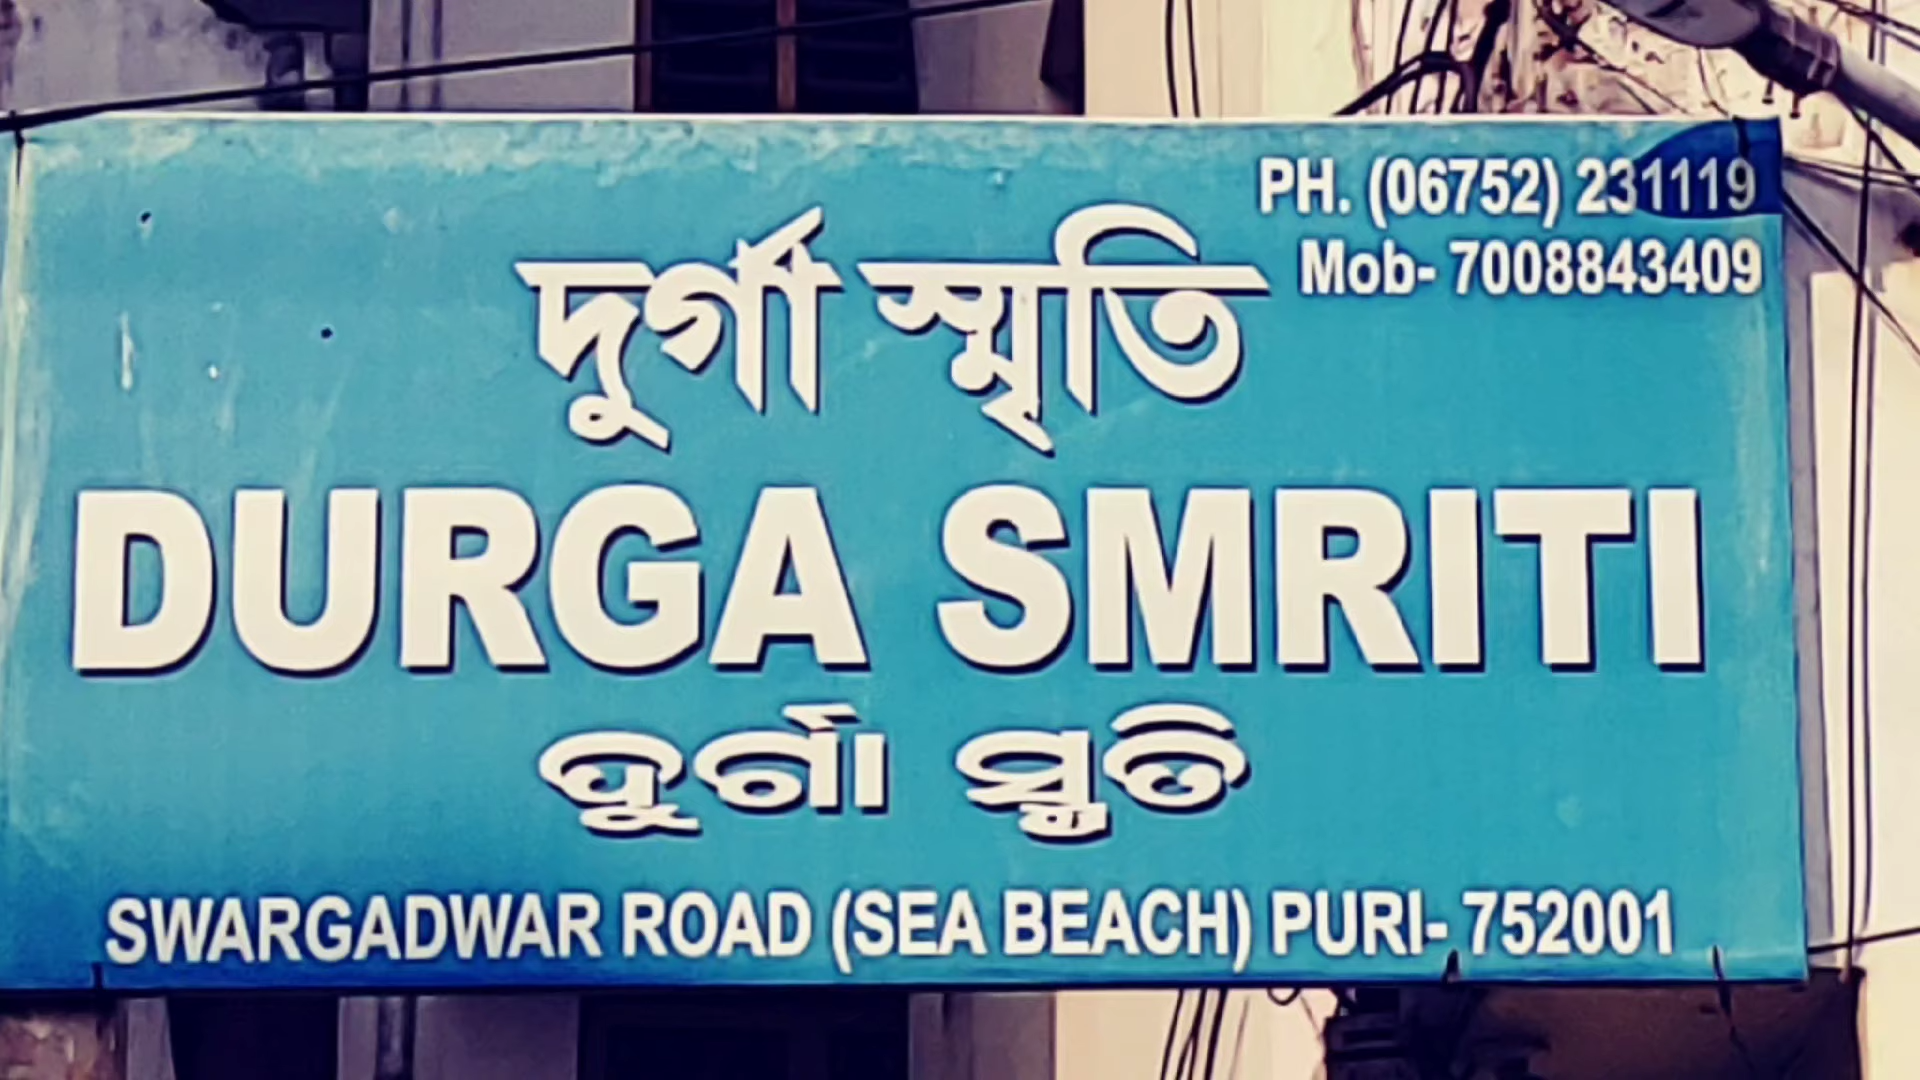 PH. (06752) 231119
Mob- 7008843409
দুর্গা স্মৃতি
DURGA SMRITI
ଦୁର୍ଗା ସ୍ମୃତି
SWARGADWAR ROAD (SEA BEACH) PURI- 752001